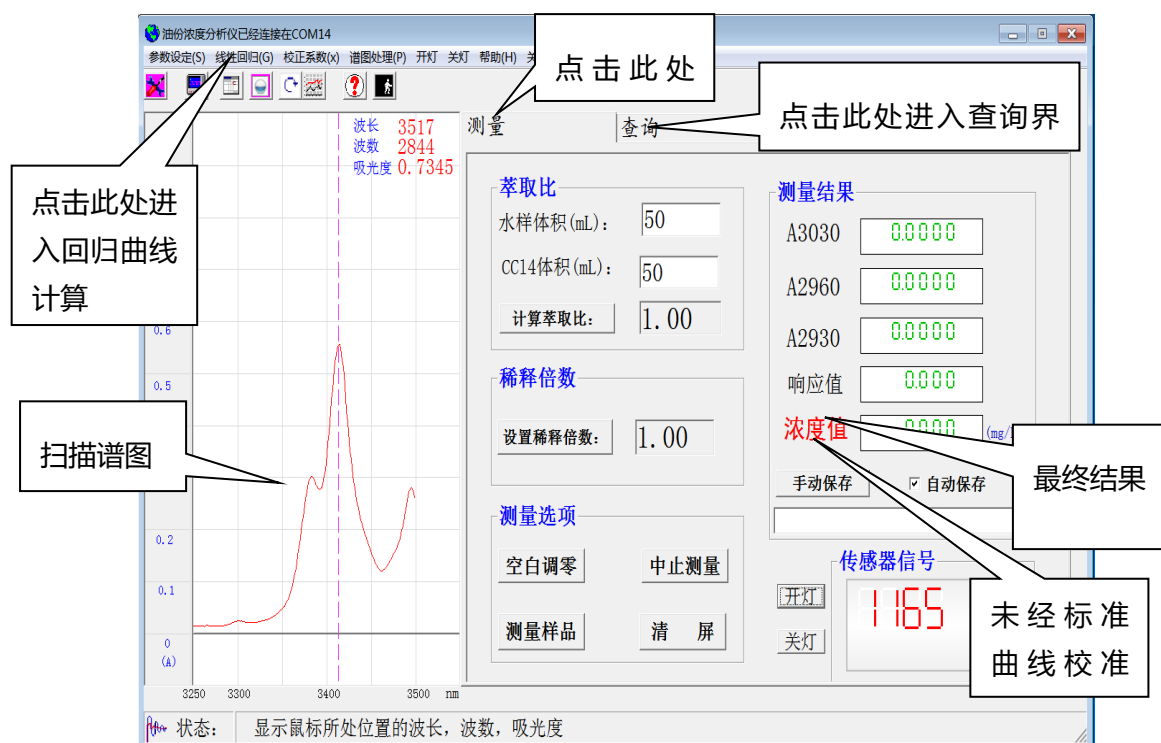 油份浓度分析仪已经连接在COM14
参数设定(S) 线性回归(G) 校正系数(x) 谱图处理(P) 开灯 关灯 帮助(H)
点击此处
点击此处进入查询界
点击此处进
入回归曲线
计算
扫描谱图
波长 3517
波数 2844
吸光度 0.7345
0.6
0.5
0.2
0.1
0
(A)
3250 3300 3400 3500 nm
测量 查询
萃取比
水样体积(mL): 50
CC14体积(mL): 50
计算萃取比: 1.00
稀释倍数
设置稀释倍数: 1.00
测量选项
空白调零 中止测量
测量样品 清 屏
测量结果
A3030 0.0000
A2960 0.0000
A2930 0.0000
响应值 0.000
浓度值
手动保存 自动保存
最终结果
传感器信号
开灯 1165
关灯
未经标准
曲线校准
状态: 显示鼠标所处位置的波长, 波数, 吸光度